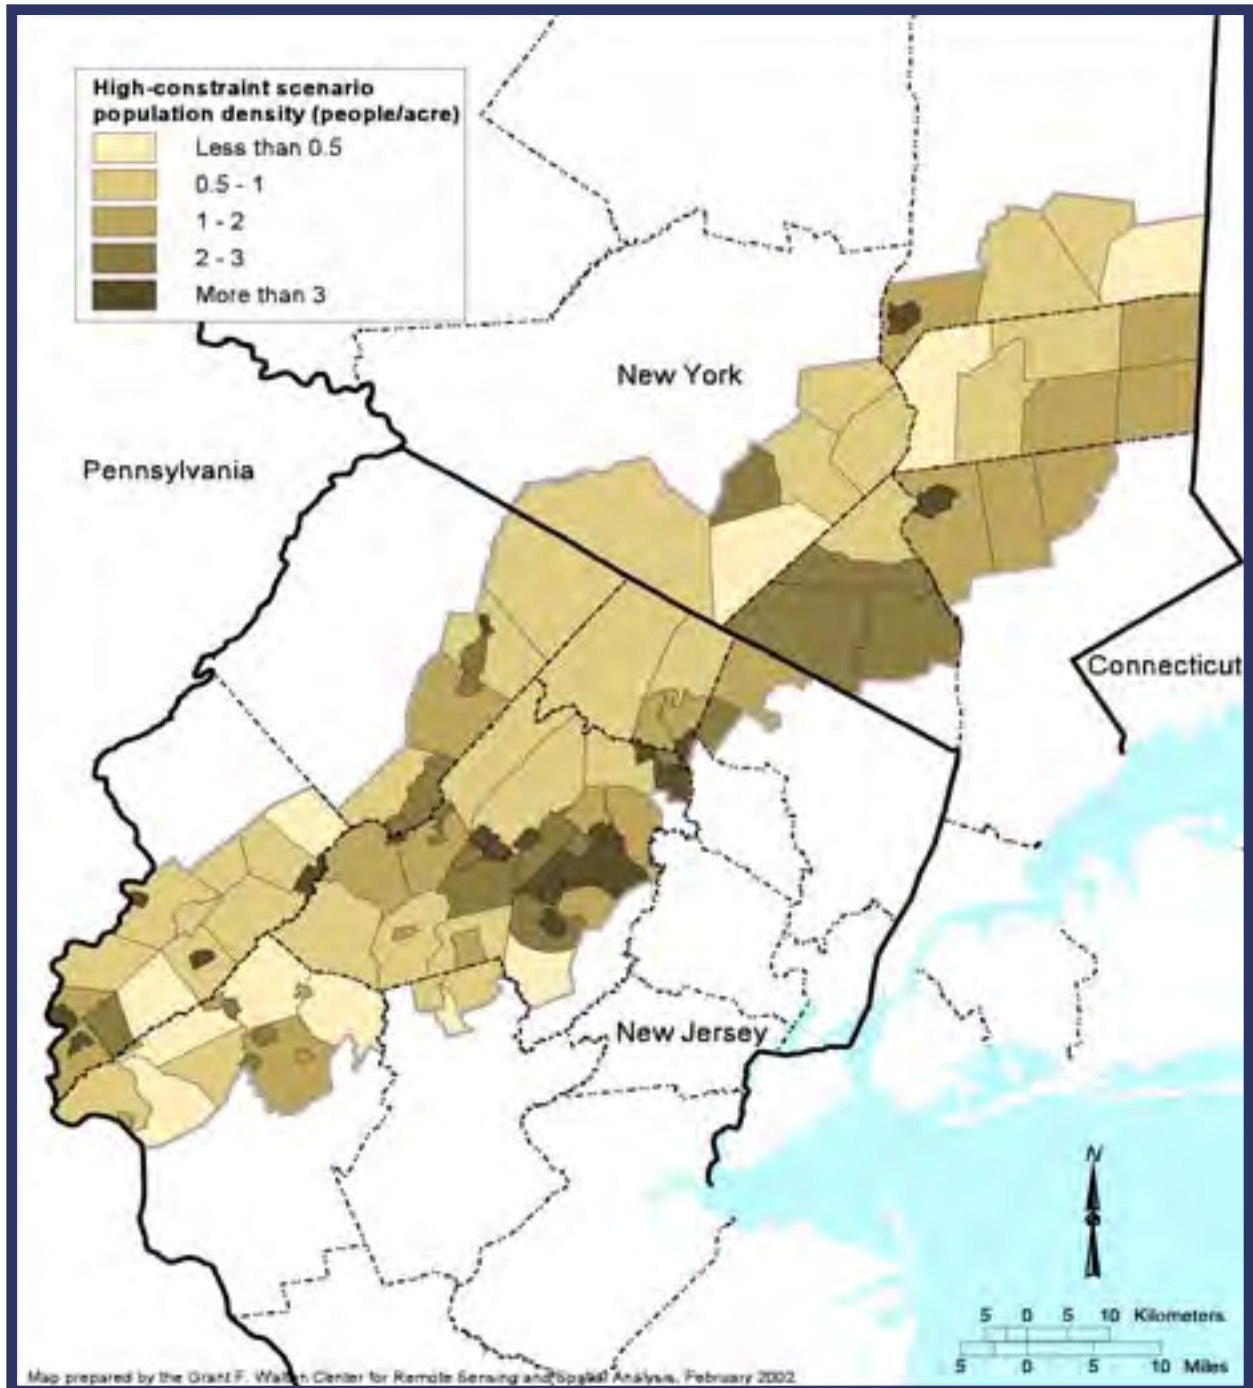 High-constraint scenario
population density (people/acre)
Less than 0.5
0.5 - 1
1 - 2
2 - 3
More than 3
New York
Pennsylvania
Connecticut
New Jersey
N
5 0 5 10 Kilometers
5 0 5 10 Miles
Map prepared by the Grant F. Walton Center for Remote Sensing and Spatial Analysis, February 2002